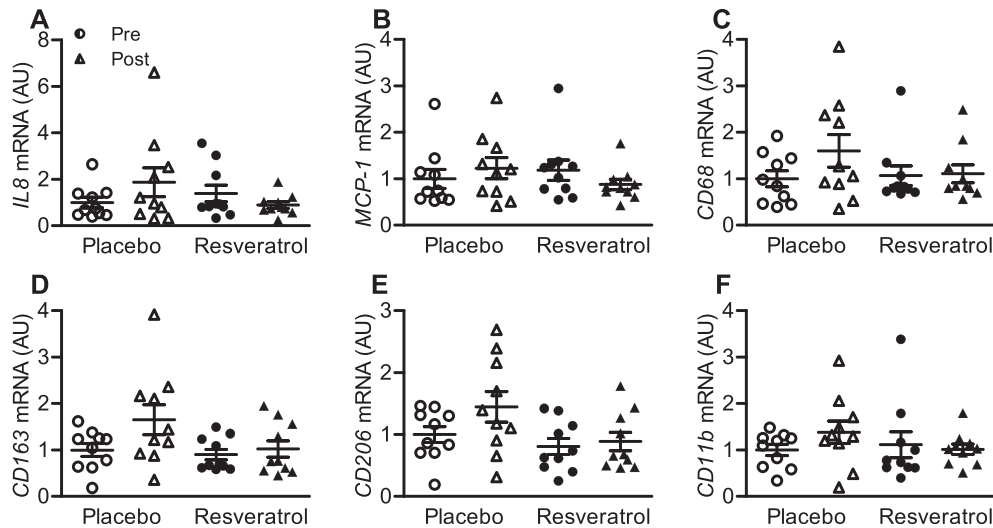 A
IL8 mRNA (AU)
8
6
4
2
0
Pre
Post
Placebo Resveratrol
B
MCP-1 mRNA (AU)
4
3
2
1
0
Placebo Resveratrol
C
CD68 mRNA (AU)
4
3
2
1
0
Placebo Resveratrol
D
CD163 mRNA (AU)
4
3
2
1
0
Placebo Resveratrol
E
CD206 mRNA (AU)
3
2
1
0
Placebo Resveratrol
F
CD11b mRNA (AU)
4
3
2
1
0
Placebo Resveratrol